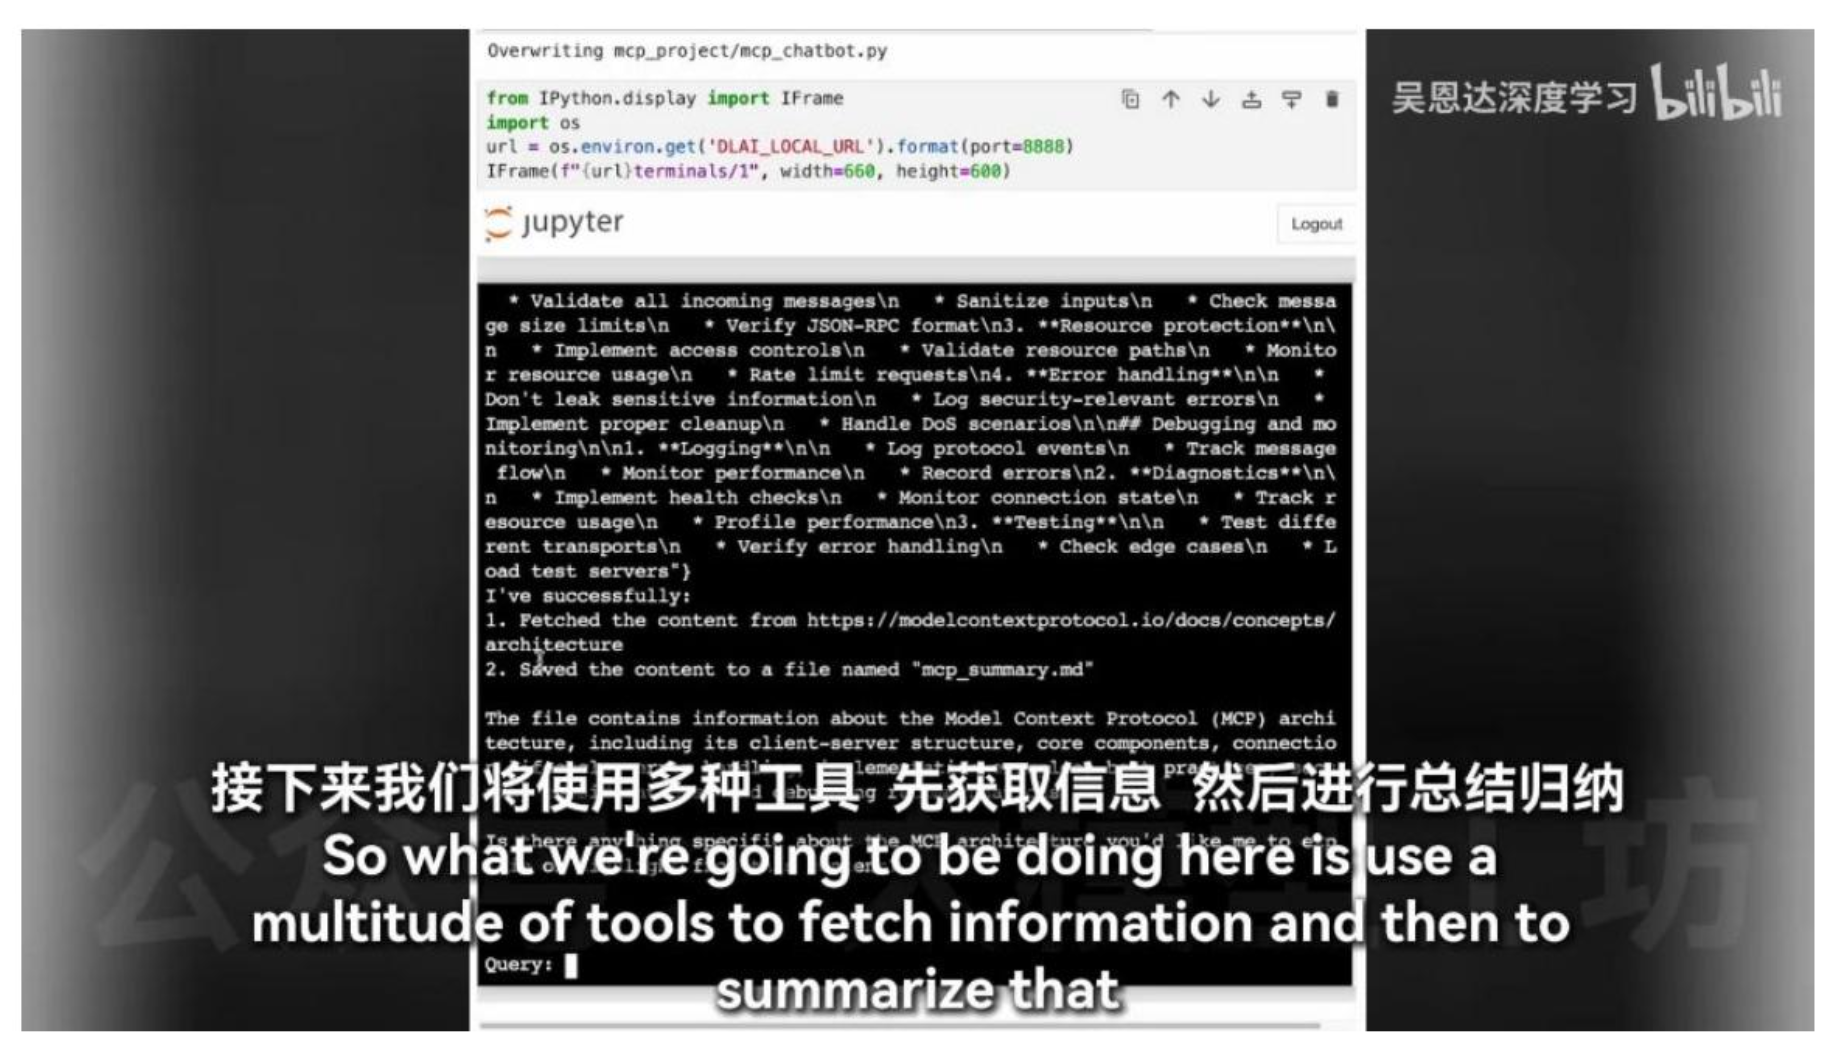 Overwriting mcp_project/mcp_chatbot.py
吴恩达深度学习 bilibili
from IPython.display import IFrame
import os
url = os.environ.get('DLAI_LOCAL_URL').format(port=8888)
IFrame(f"{url}terminals/1", width=660, height=600)
jupyter
Logout
* Validate all incoming messages\n   * Sanitize inputs\n   * Check messa
ge size limits\n   * Verify JSON-RPC format\n3. **Resource protection**\n\
n   * Implement access controls\n   * Validate resource paths\n   * Monito
r resource usage\n   * Rate limit requests\n4. **Error handling**\n\n   *
Don't leak sensitive information\n   * Log security-relevant errors\n   *
Implement proper cleanup\n   * Handle DoS scenarios\n\n## Debugging and mo
nitoring\n\n1. **Logging**\n\n   * Log protocol events\n   * Track message
flow\n   * Monitor performance\n   * Record errors\n2. **Diagnostics**\n\
n   * Implement health checks\n   * Monitor connection state\n   * Track r
esource usage\n   * Profile performance\n3. **Testing**\n\n   * Test diffe
rent transports\n   * Verify error handling\n   * Check edge cases\n   * L
oad test servers"}
I've successfully:
1. Fetched the content from https://modelcontextprotocol.io/docs/concepts/
architecture
2. Saved the content to a file named "mcp_summary.md"
The file contains information about the Model Context Protocol (MCP) archi
tecture, including its client-server structure, core components, connectio
接下来我们将使用多种工具 先获取信息 然后进行总结归纳
Is there anything specific about the MCP architecture you'd like me to
So what we're going to be doing here is use a
multitude of tools to fetch information and then to
Query:
summarize that